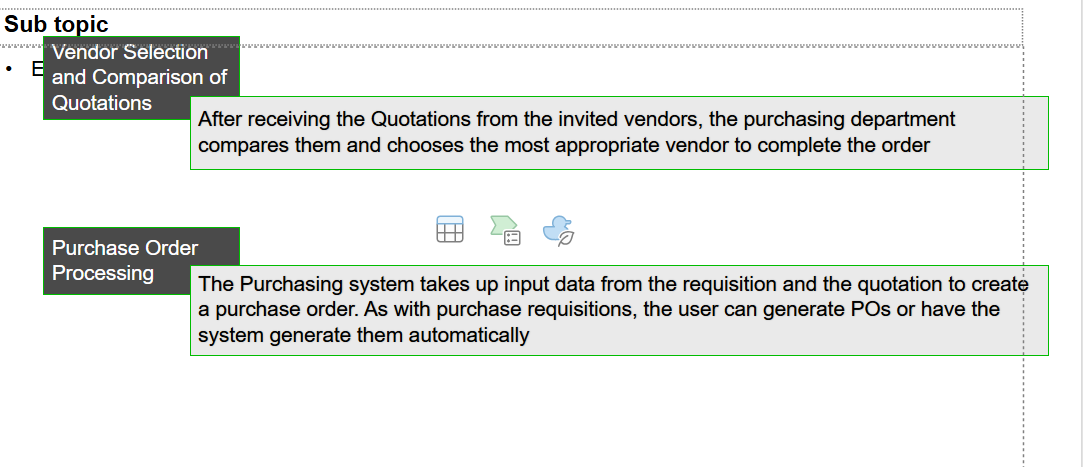 Sub topic
• E
Vendor Selection
and Comparison of
Quotations
After receiving the Quotations from the invited vendors, the purchasing department
compares them and chooses the most appropriate vendor to complete the order
Purchase Order
Processing
The Purchasing system takes up input data from the requisition and the quotation to create
a purchase order. As with purchase requisitions, the user can generate POs or have the
system generate them automatically